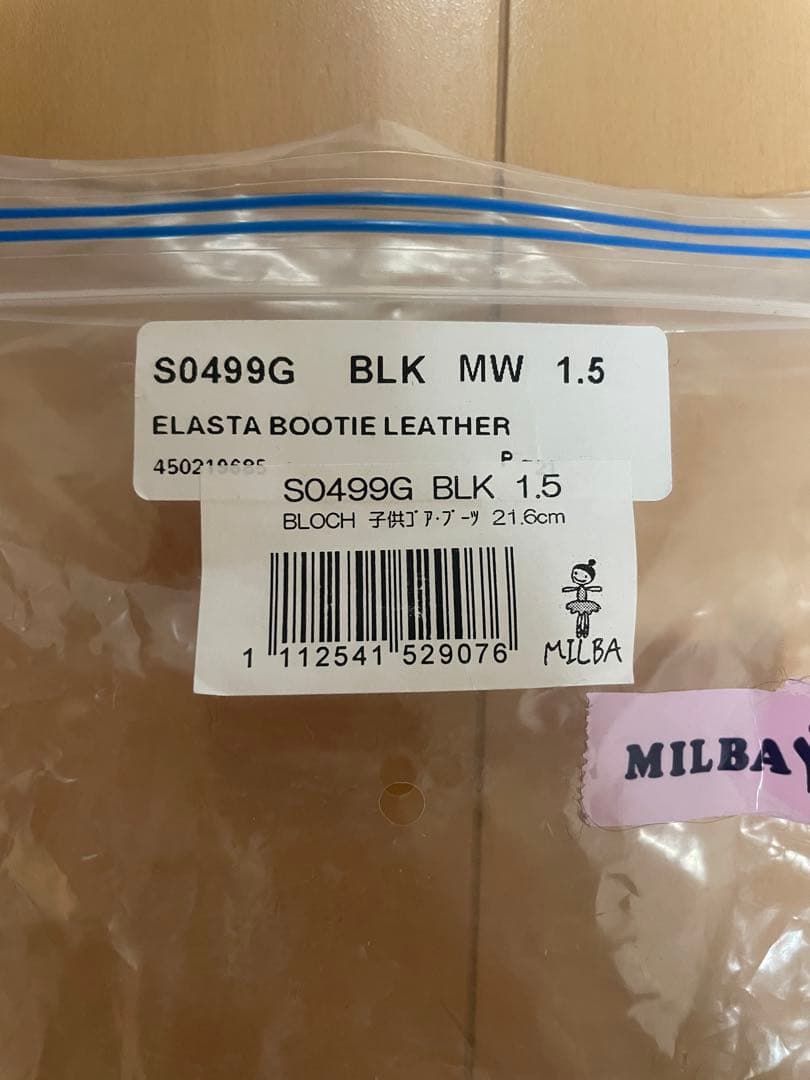 S0499G BLK MW 1.5
ELASTA BOOTIE LEATHER
450219685
S0499G BLK 1.5
BLOCH 子供ｺﾞｱ･ﾌﾞｰﾂ 21.6cm
1 112541 529076
MILBA
MILBA